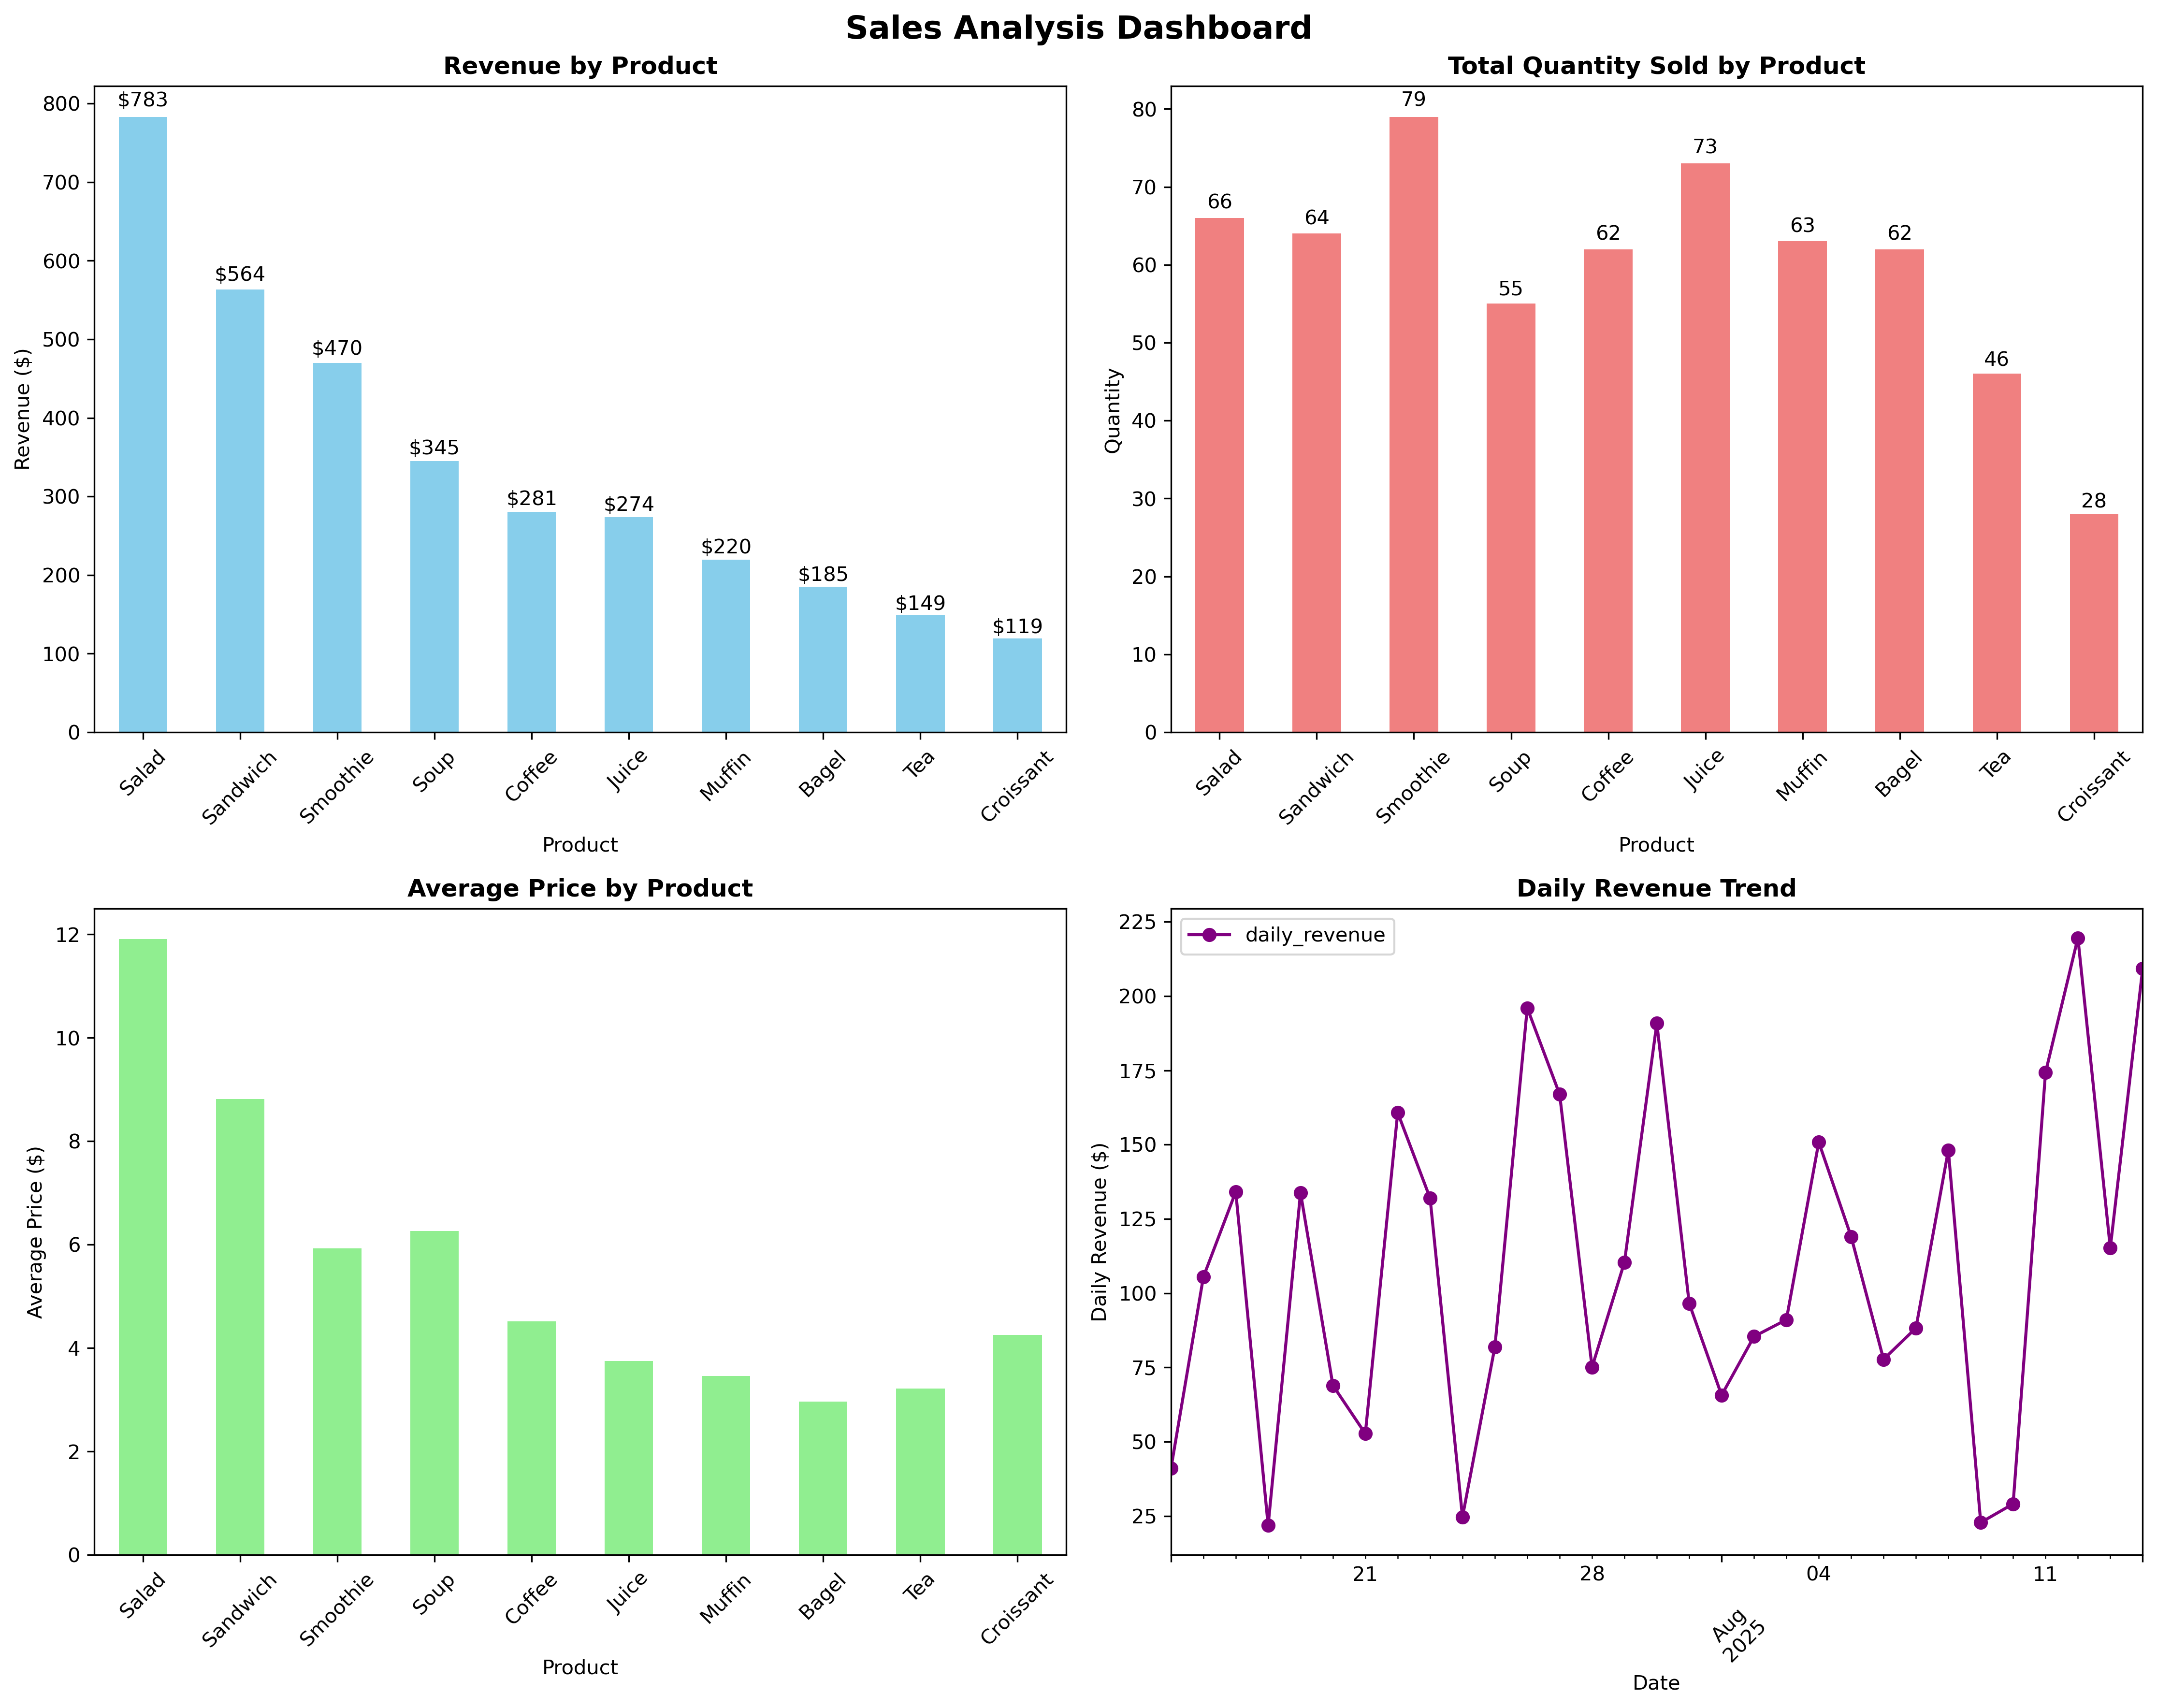 Sales Analysis Dashboard
Revenue by Product
Revenue ($)
800
700
600
500
400
300
200
100
0
$783
$564
$470
$345
$281
$274
$220
$185
$149
$119
Salad
Sandwich
Smoothie
Soup
Coffee
Juice
Muffin
Bagel
Tea
Croissant
Product
Total Quantity Sold by Product
Quantity
80
70
60
50
40
30
20
10
0
66
64
79
55
62
73
63
62
46
28
Salad
Sandwich
Smoothie
Soup
Coffee
Juice
Muffin
Bagel
Tea
Croissant
Product
Average Price by Product
Average Price ($)
12
10
8
6
4
2
0
Salad
Sandwich
Smoothie
Soup
Coffee
Juice
Muffin
Bagel
Tea
Croissant
Product
Daily Revenue Trend
daily_revenue
Daily Revenue ($)
225
200
175
150
125
100
75
50
25
21
28
04
11
Aug
2025
Date